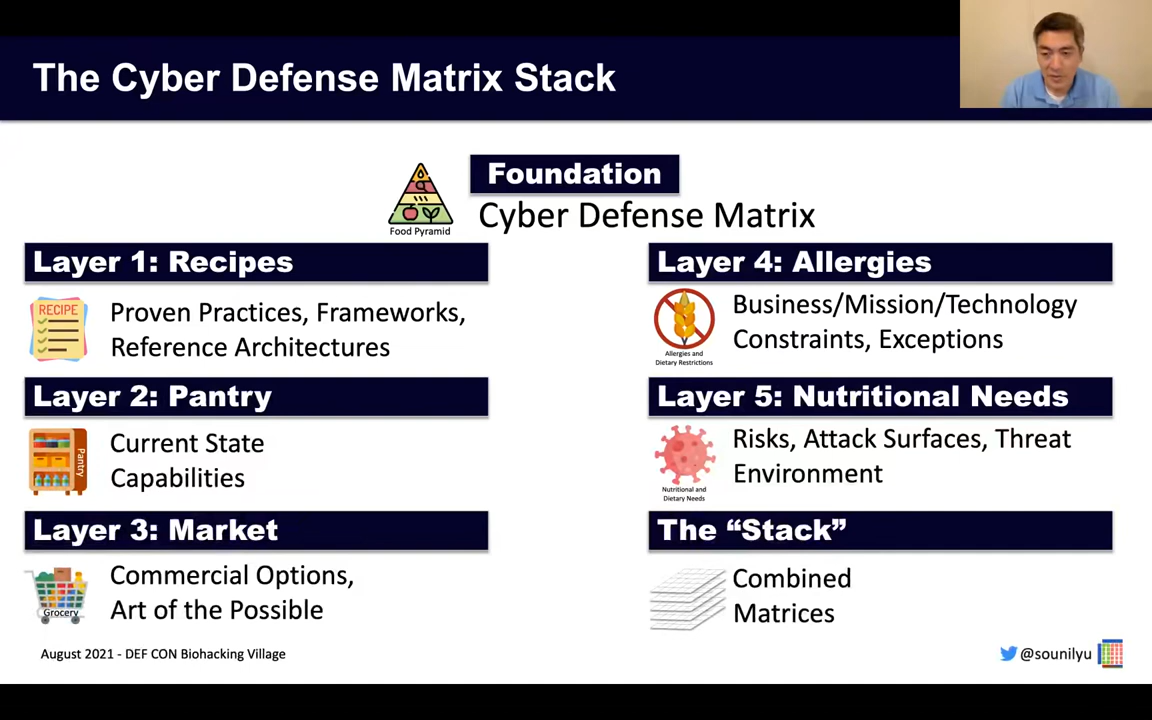 The Cyber Defense Matrix Stack
Foundation
Food Pyramid
Cyber Defense Matrix
Layer 1: Recipes
RECIPE
Proven Practices, Frameworks,
Reference Architectures
Layer 2: Pantry
Pantry
Current State
Capabilities
Layer 3: Market
Grocery
Commercial Options,
Art of the Possible
Layer 4: Allergies
Allergies and
Dietary Restrictions
Business/Mission/Technology
Constraints, Exceptions
Layer 5: Nutritional Needs
Nutritional and
Dietary Needs
Risks, Attack Surfaces, Threat
Environment
The “Stack”
Combined
Matrices
August 2021 - DEF CON Biohacking Village
@sounilyu